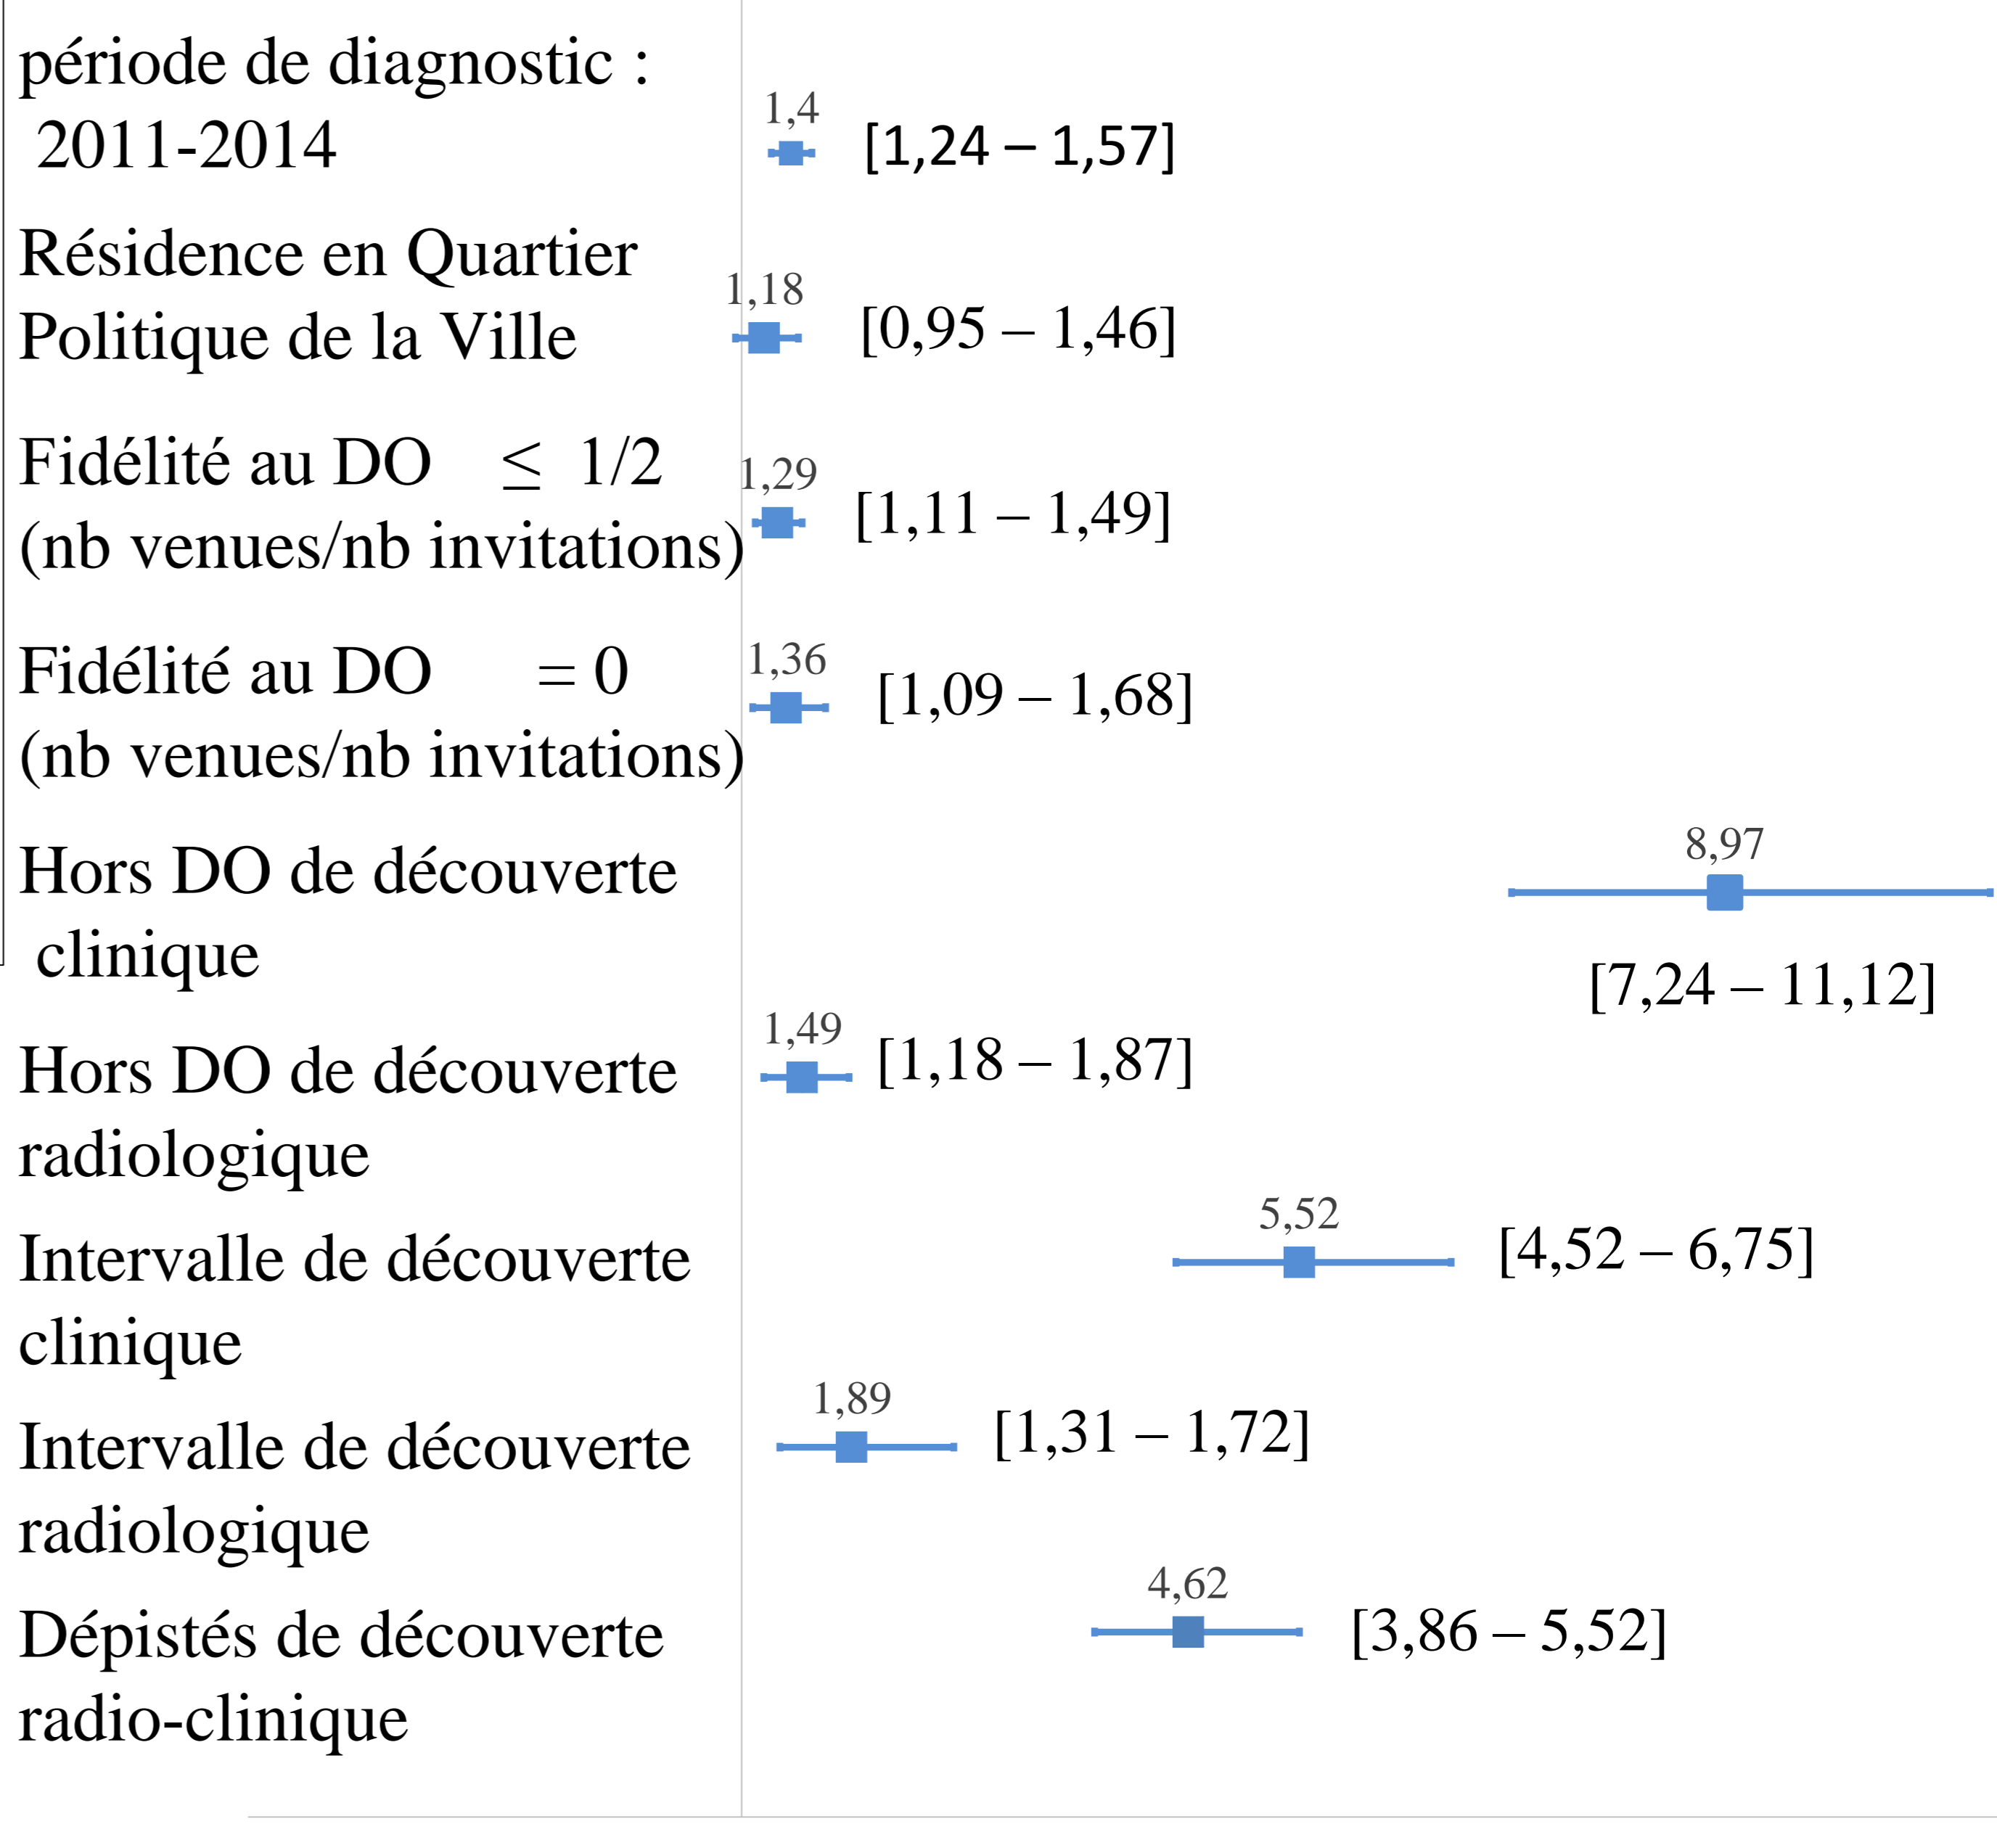 période de diagnostic :
2011-2014
1,4
[1,24 – 1,57]
Résidence en Quartier
Politique de la Ville
1,18
[0,95 – 1,46]
Fidélité au DO ≤ 1/2
(nb venues/nb invitations)
1,29
[1,11 – 1,49]
Fidélité au DO = 0
(nb venues/nb invitations)
1,36
[1,09 – 1,68]
Hors DO de découverte
clinique
8,97
[7,24 – 11,12]
Hors DO de découverte
radiologique
1,49
[1,18 – 1,87]
Intervalle de découverte
clinique
5,52
[4,52 – 6,75]
Intervalle de découverte
radiologique
1,89
[1,31 – 1,72]
Dépistés de découverte
radio-clinique
4,62
[3,86 – 5,52]